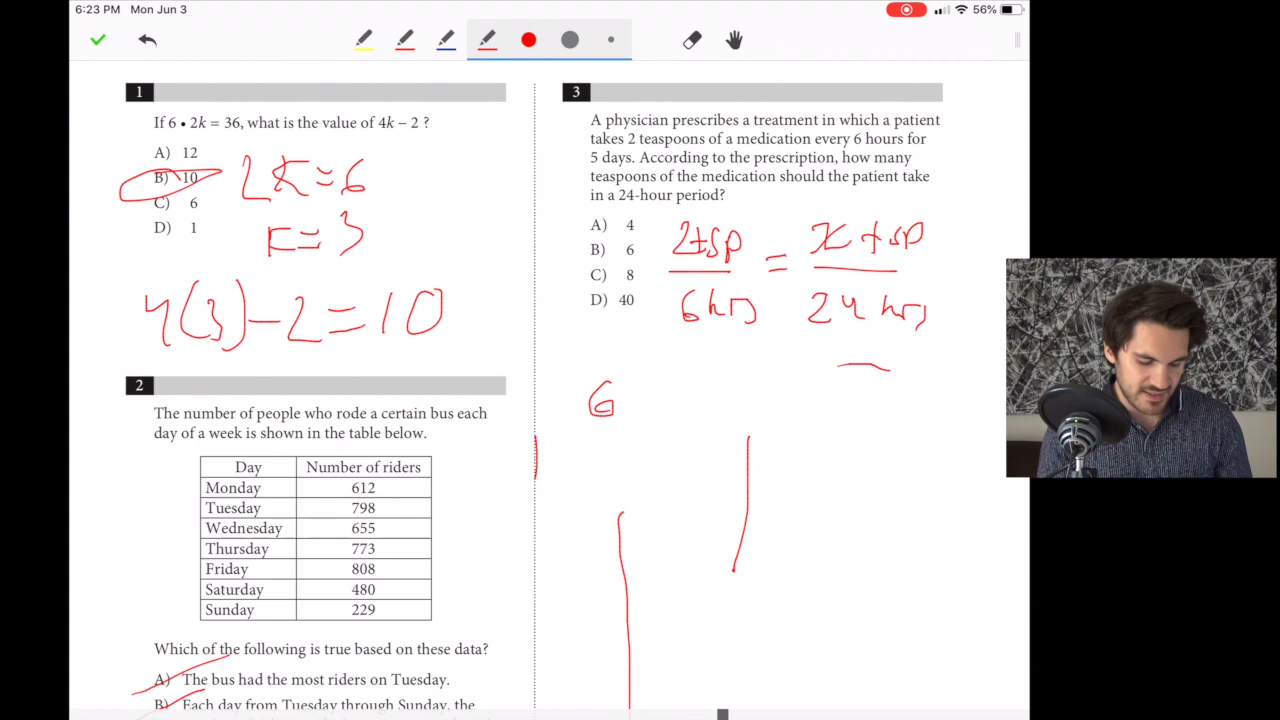 6:23 PM Mon Jun 3
56%
1
If 6 • 2k = 36, what is the value of 4k − 2 ?
A) 12
B) 10
C) 6
D) 1
2K=6
K=3
4(3)-2=10
2
The number of people who rode a certain bus each
day of a week is shown in the table below.
Day Number of riders
Monday 612
Tuesday 798
Wednesday 655
Thursday 773
Friday 808
Saturday 480
Sunday 229
Which of the following is true based on these data?
A) The bus had the most riders on Tuesday.
B) Each day from Tuesday through Sunday, the
3
A physician prescribes a treatment in which a patient
takes 2 teaspoons of a medication every 6 hours for
5 days. According to the prescription, how many
teaspoons of the medication should the patient take
in a 24-hour period?
A) 4
B) 6
C) 8
D) 40
2tsp = x tsp
6hrs 24 hrs
6